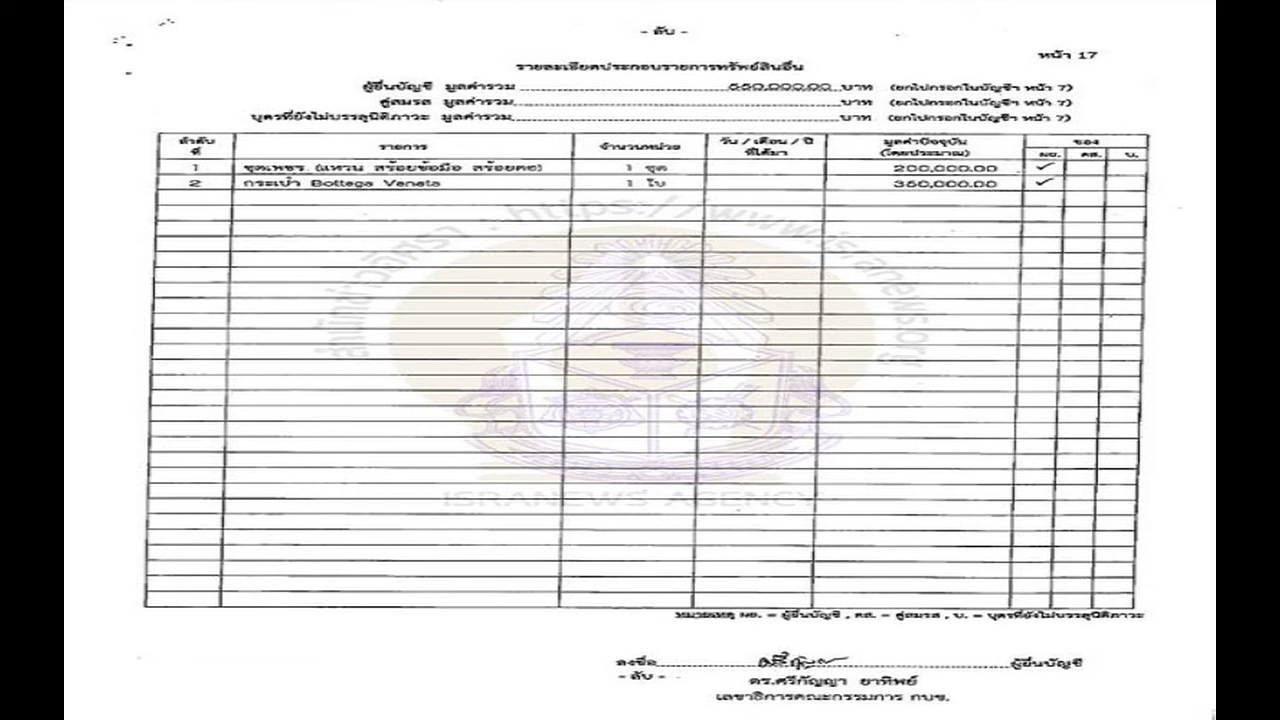 - ลับ -
หน้า 17
รายละเอียดประกอบรายการทรัพย์สินอื่น
ผู้ยื่นบัญชี มูลค่ารวม 550,000.00 บาท (ยกไปกรอกในบัญชีฯ หน้า 7)
คู่สมรส มูลค่ารวม บาท (ยกไปกรอกในบัญชีฯ หน้า 7)
บุตรที่ยังไม่บรรลุนิติภาวะ มูลค่ารวม บาท (ยกไปกรอกในบัญชีฯ หน้า 7)
ลำดับที่ รายการ จำนวนหน่วย วัน / เดือน / ปี ที่ได้มา มูลค่าปัจจุบัน (โดยประมาณ) ของ
ผย. คส. บ.
1 ชุดเพชร (แหวน สร้อยข้อมือ สร้อยคอ) 1 ชุด 200,000.00 ✓
2 กระเป๋า Bottega Veneta 1 ใบ 350,000.00 ✓
สำนักข่าวอิศรา : https://www.isranews.org
ISRANEWS AGENCY
หมายเหตุ ผย. = ผู้ยื่นบัญชี , คส. = คู่สมรส , บ. = บุตรที่ยังไม่บรรลุนิติภาวะ
ลงชื่อ ผู้ยื่นบัญชี
- ลับ -
ดร.ศรีกัญญา ยาทิพย์
เลขาธิการคณะกรรมการ กบข.